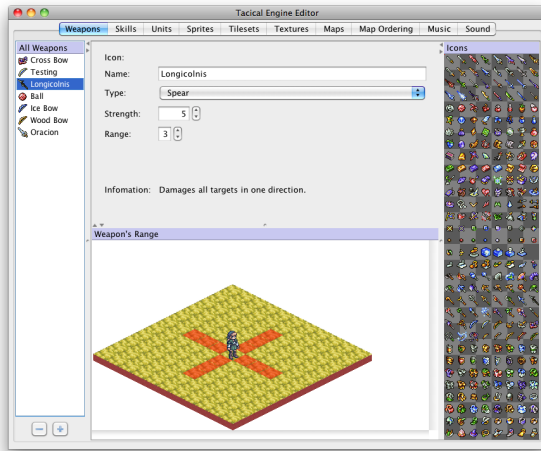 Tacical Engine Editor
Weapons Skills Units Sprites Tilesets Textures Maps Map Ordering Music Sound
All Weapons
Cross Bow
Testing
Longicolnis
Ball
Ice Bow
Wood Bow
Oracion
Icon:
Name: Longicolnis
Type: Spear
Strength: 5
Range: 3
Infomation: Damages all targets in one direction.
Weapon's Range
Icons